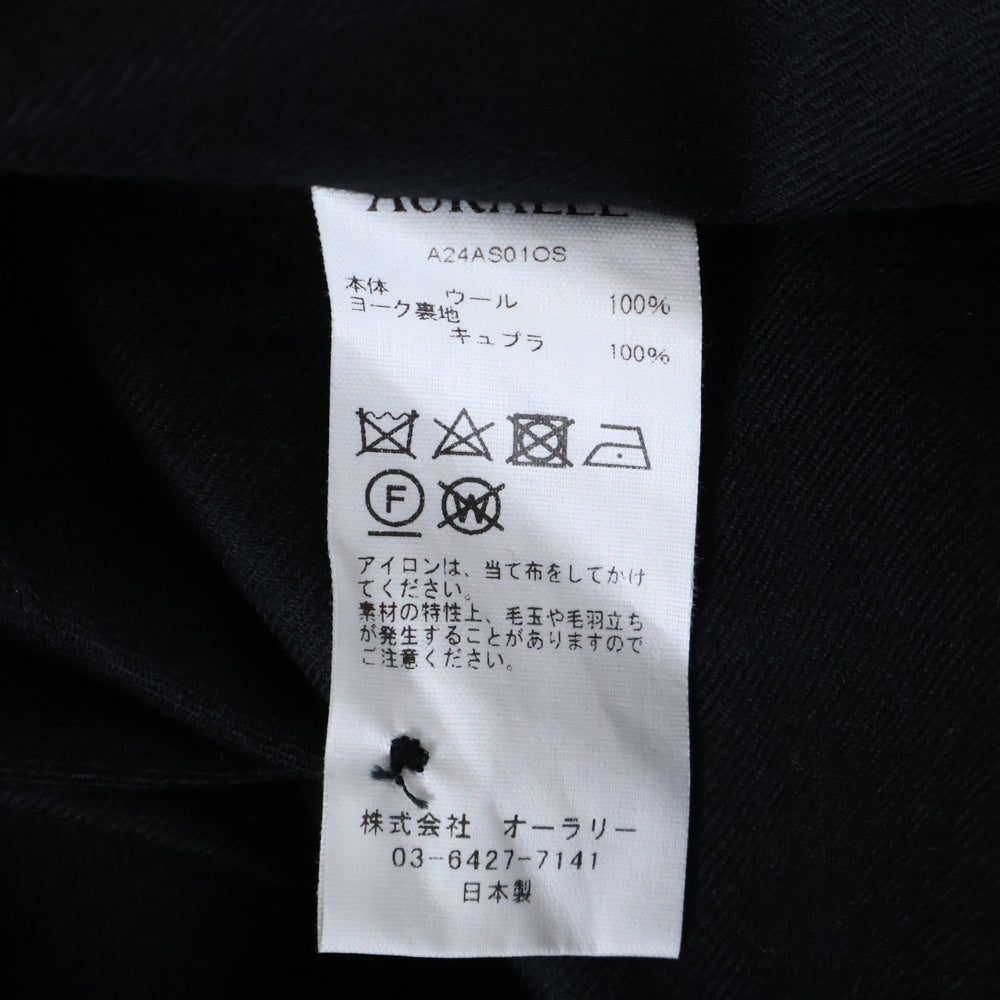 AURALEE
A24AS01OS
本体 ウール 100%
ヨーク裏地
キュプラ 100%
F
W
アイロンは、当て布をしてかけ
てください。
素材の特性上、毛玉や毛羽立ち
が発生することがありますので
ご注意ください。
株式会社 オーラリー
03-6427-7141
日本製